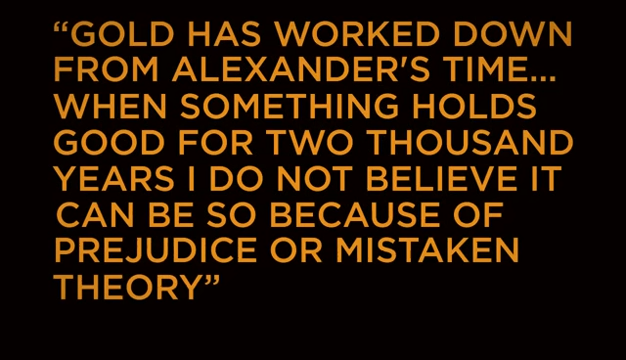 “GOLD HAS WORKED DOWN
FROM ALEXANDER'S TIME...
WHEN SOMETHING HOLDS
GOOD FOR TWO THOUSAND
YEARS I DO NOT BELIEVE IT
CAN BE SO BECAUSE OF
PREJUDICE OR MISTAKEN
THEORY”